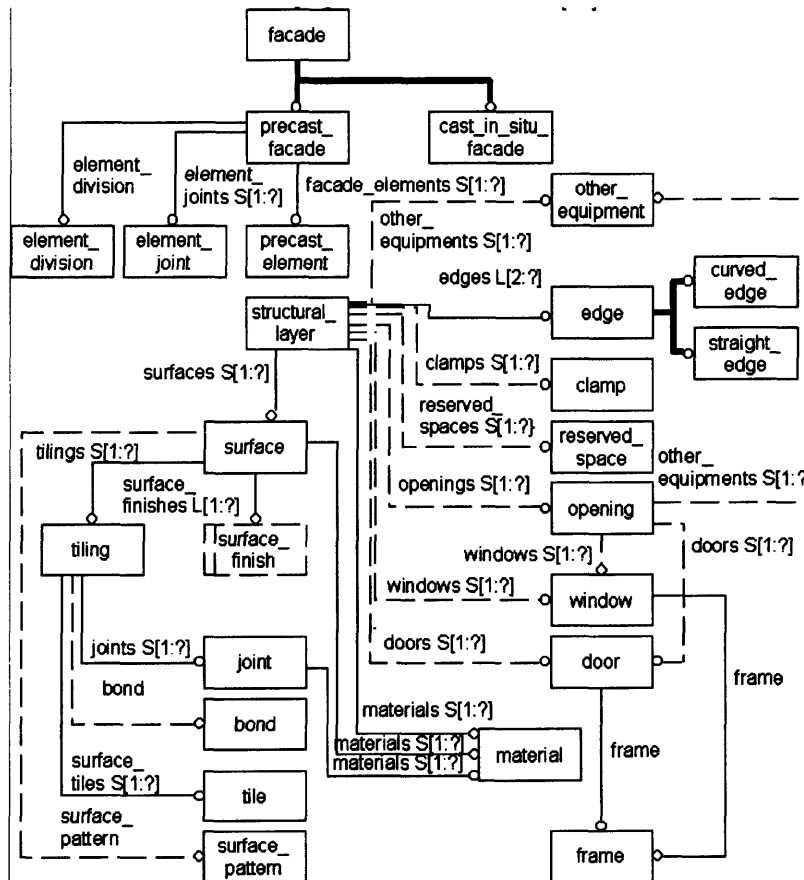 facade
precast_
facade
cast_in_situ_
facade
element_
division
element_
joints S[1:?]
facade_elements S[1:?]
other_
equipment
element_
division
element_
joint
precast_
element
other_
equipments S[1:?]
edges L[2:?]
curved_
edge
structural_
layer
edge
straight_
edge
surfaces S[1:?]
clamps S[1:?]
clamp
reserved_
spaces S[1:?}
reserved_
space
surface
tilings S[1:?]
other_
equipments S[1:?
surface_
finishes L[1:?]
openings S[1:?]
opening
tiling
surface_
finish
windows S[1:?]
doors S[1:?]
windows S[1:?]
window
joints S[1:?]
joint
doors S[1:?]
door
frame
bond
bond
materials S[1:?]
materials S[1:?]
materials S[1:?]
material
frame
surface_
tiles S[1:?]
tile
surface_
pattern
surface_
pattern
frame